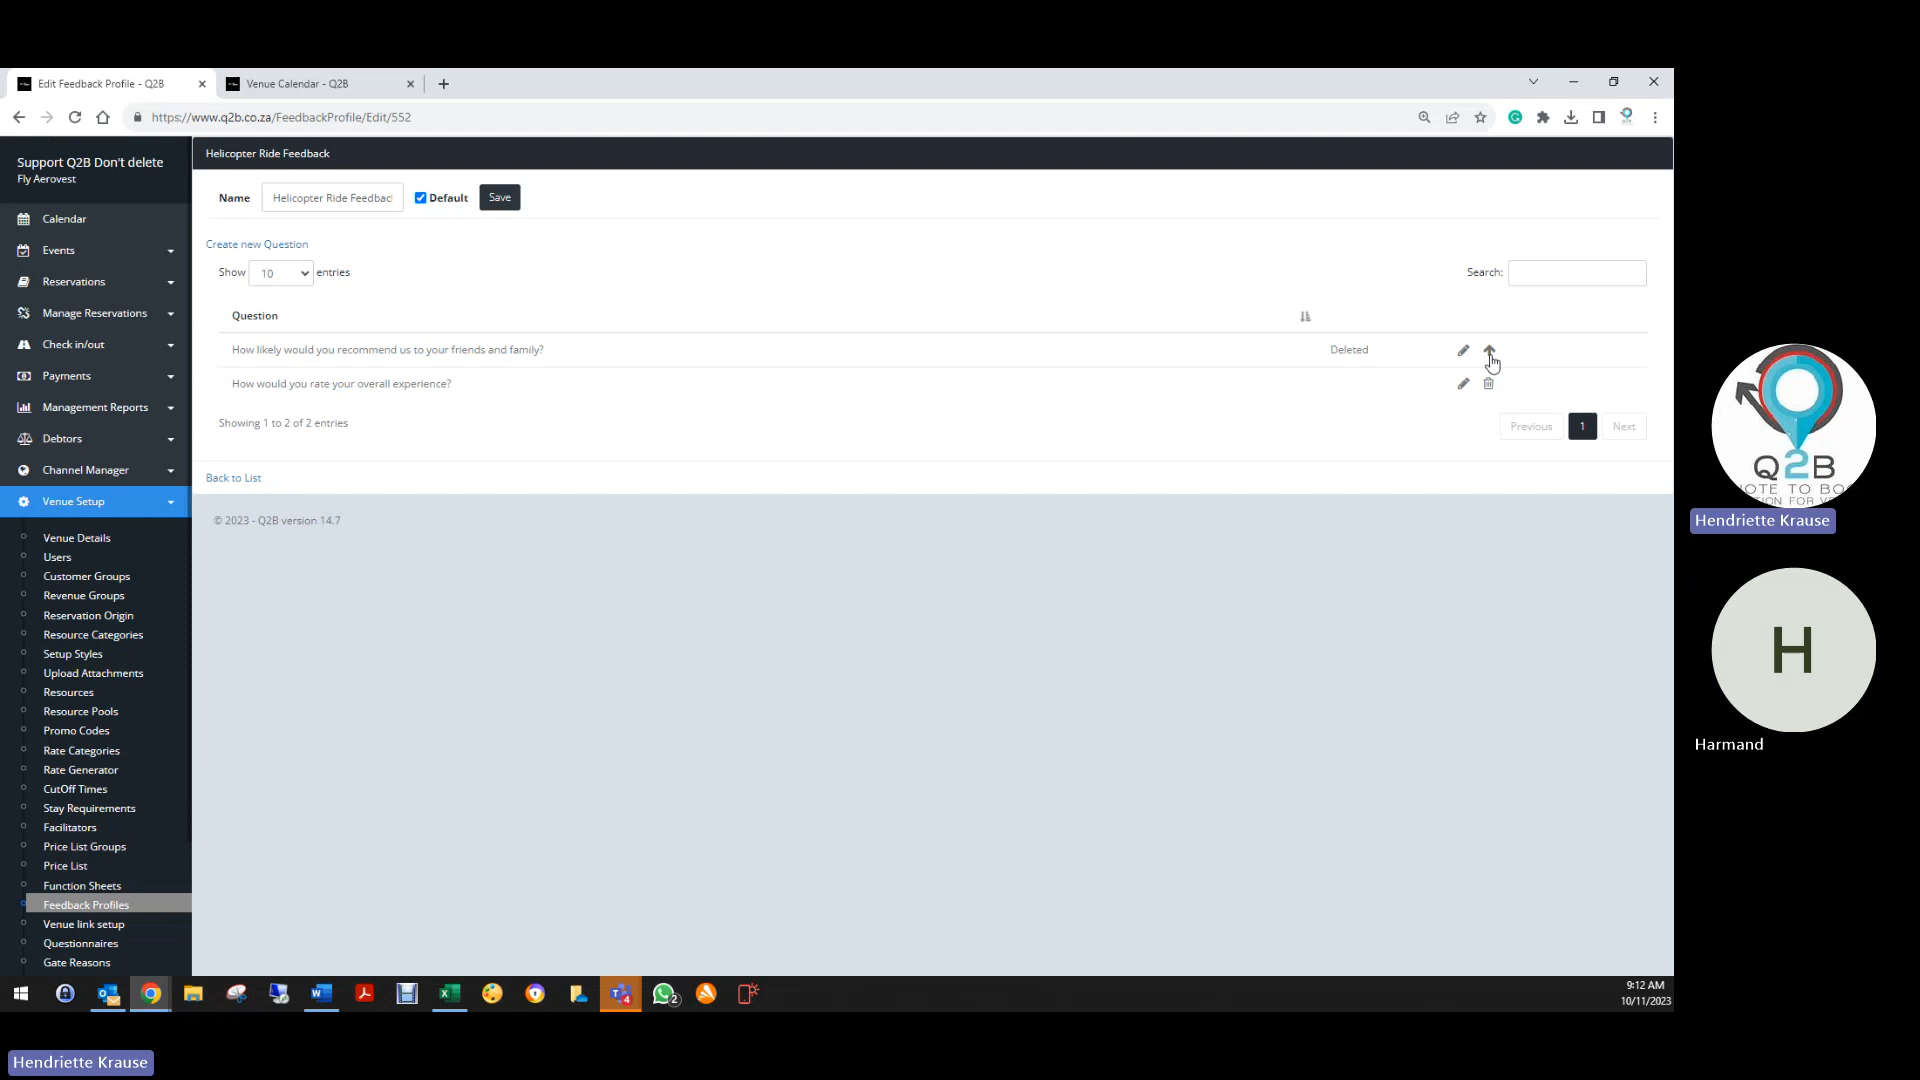 Edit Feedback Profile - Q2B
Venue Calendar - Q2B
https://www.q2b.co.za/FeedbackProfile/Edit/552
Support Q2B Don't delete
Fly Aerovest
Calendar
Events
Reservations
Manage Reservations
Check in/out
Payments
Management Reports
Debtors
Channel Manager
Venue Setup
Venue Details
Users
Customer Groups
Revenue Groups
Reservation Origin
Resource Categories
Setup Styles
Upload Attachments
Resources
Resource Pools
Promo Codes
Rate Categories
Rate Generator
CutOff Times
Stay Requirements
Facilitators
Price List Groups
Price List
Function Sheets
Feedback Profiles
Venue link setup
Questionnaires
Gate Reasons
Helicopter Ride Feedback
Name Helicopter Ride Feedbac Default Save
Create new Question
Show 10 entries Search:
Question
How likely would you recommend us to your friends and family? Deleted
How would you rate your overall experience?
Showing 1 to 2 of 2 entries Previous 1 Next
Back to List
© 2023 - Q2B version 14.7
Q2B
OTE TO BO
TION FOR V
Hendriette Krause
H
Harmand
4
2
9:12 AM
10/11/2023
Hendriette Krause